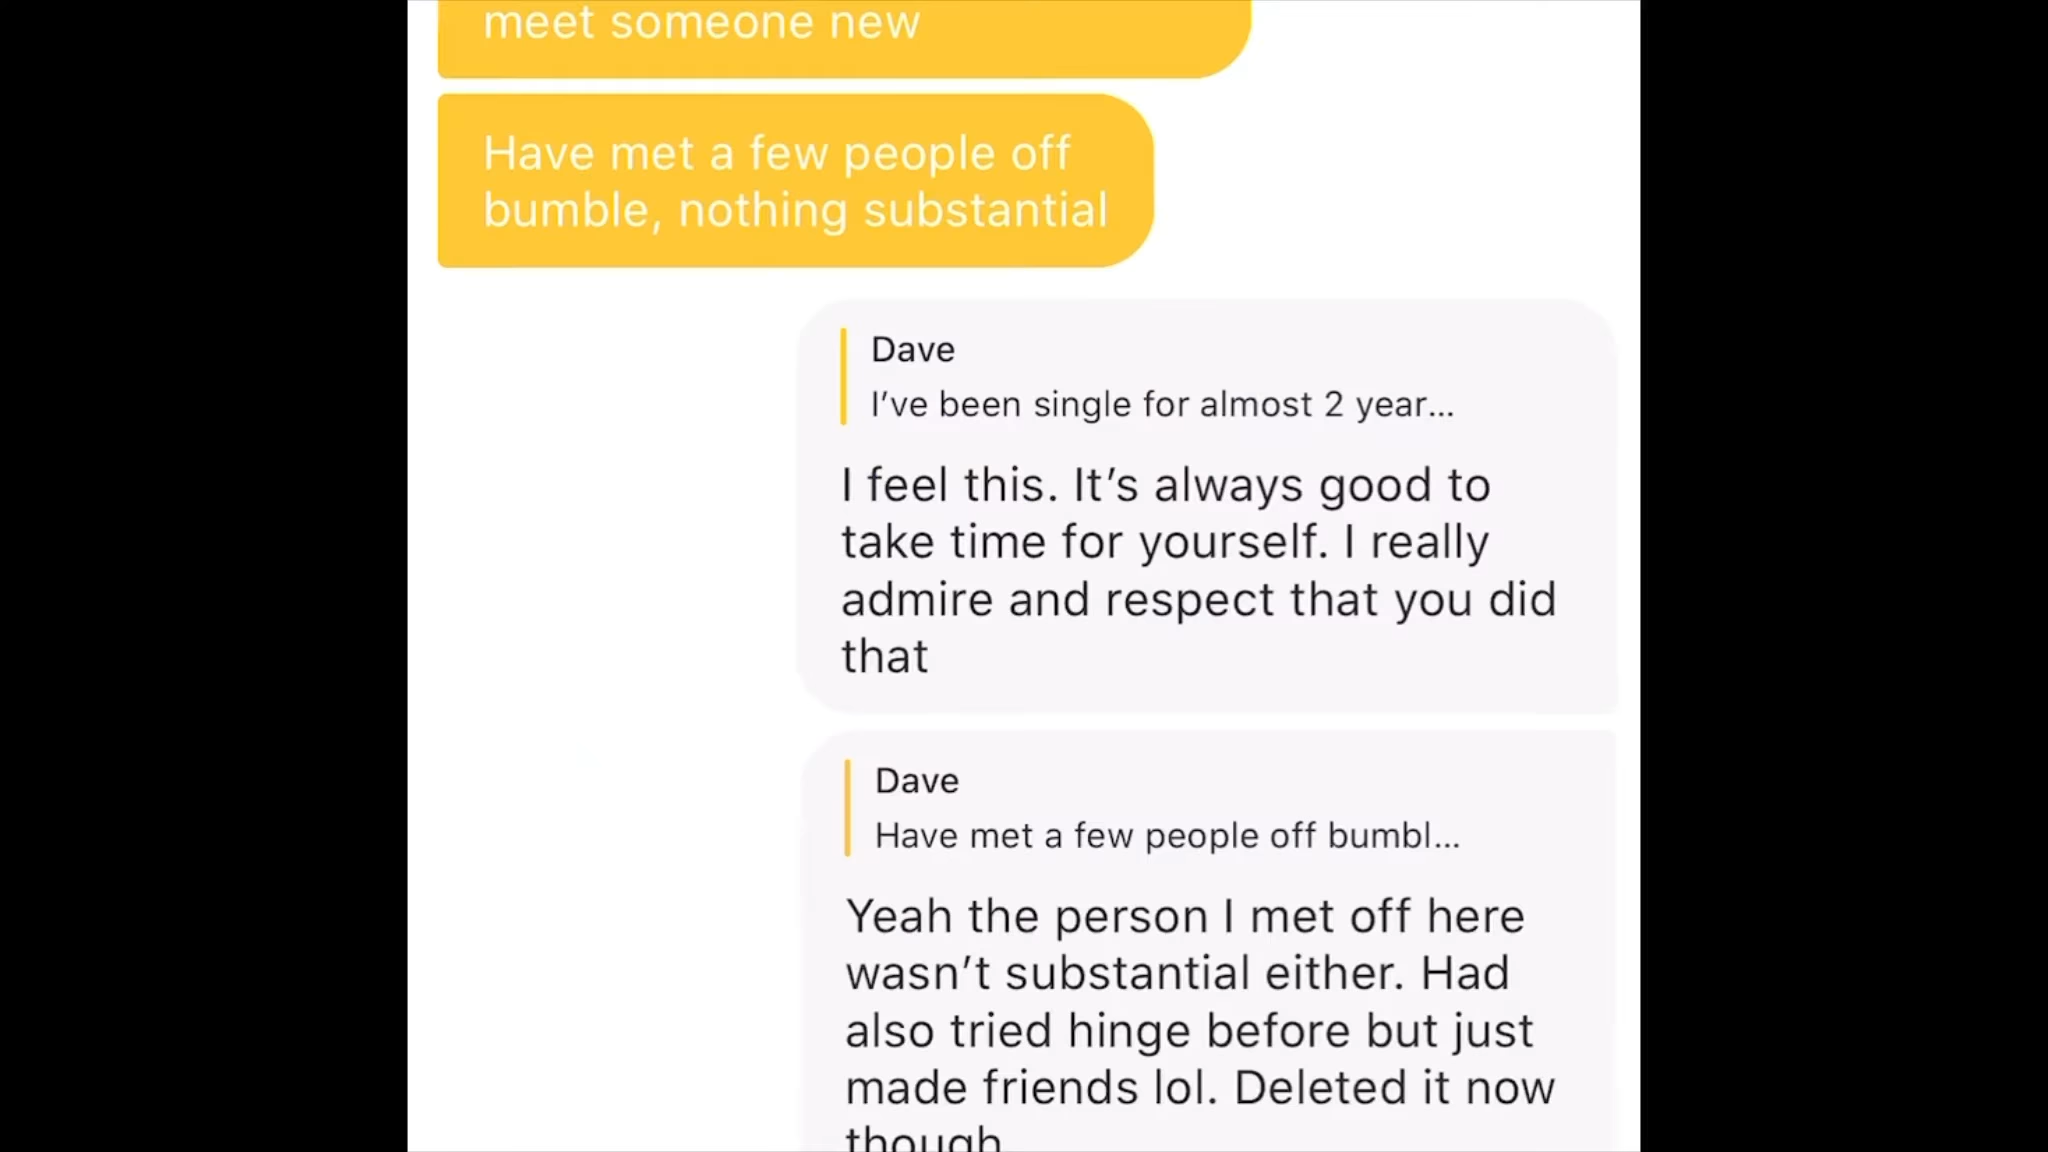 meet someone new
Have met a few people off
bumble, nothing substantial
Dave
I’ve been single for almost 2 year...
I feel this. It’s always good to
take time for yourself. I really
admire and respect that you did
that
Dave
Have met a few people off bumbl...
Yeah the person I met off here
wasn’t substantial either. Had
also tried hinge before but just
made friends lol. Deleted it now
though